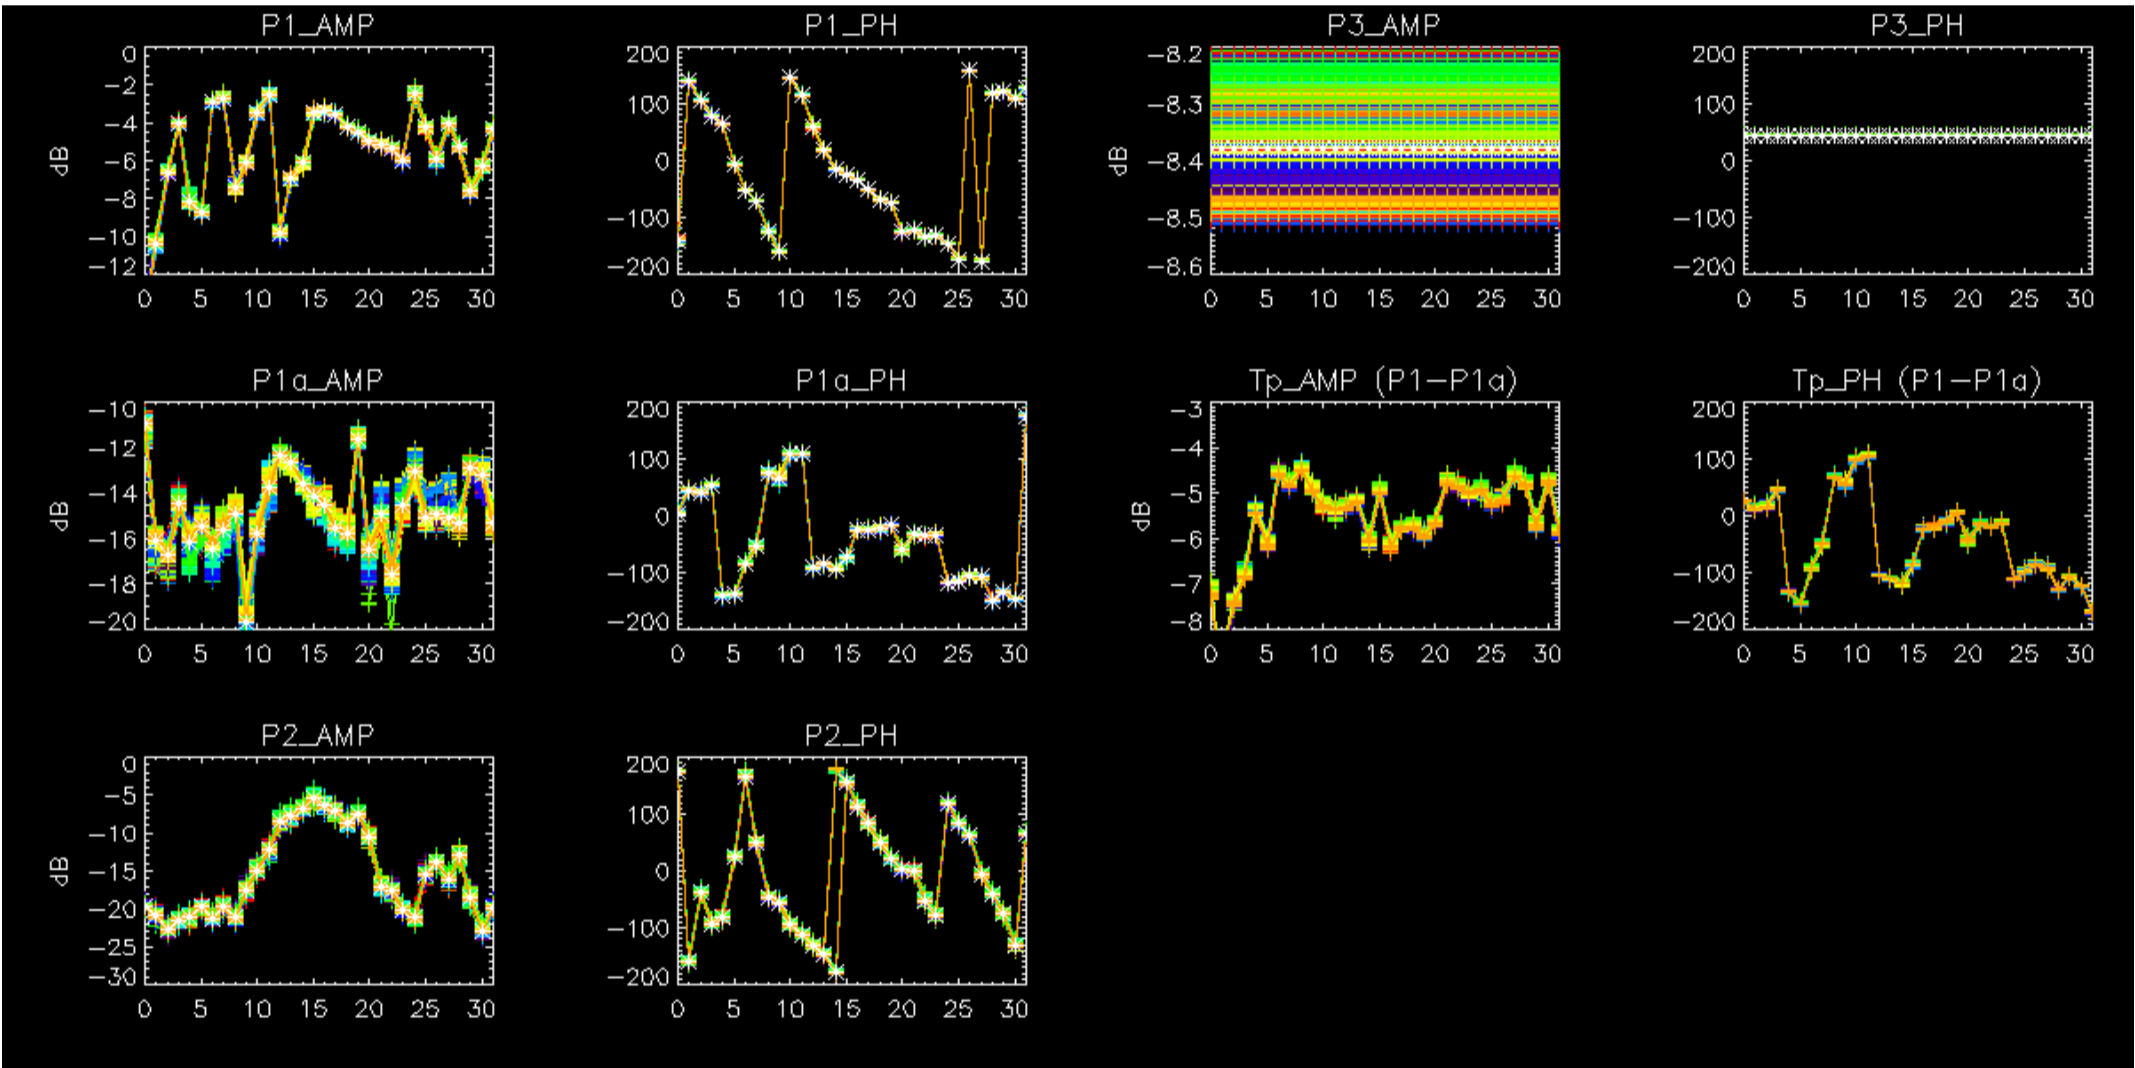 P1_AMP
0
−2
−4
−6
−8
−10
−12
dB
0 5 10 15 20 25 30
P1_PH
200
100
0
−100
−200
0 5 10 15 20 25 30
P3_AMP
−8.2
−8.3
−8.4
−8.5
−8.6
dB
0 5 10 15 20 25 30
P3_PH
200
100
0
−100
−200
0 5 10 15 20 25 30
P1a_AMP
−10
−12
−14
−16
−18
−20
dB
0 5 10 15 20 25 30
P1a_PH
200
100
0
−100
−200
0 5 10 15 20 25 30
Tp_AMP (P1−P1a)
−3
−4
−5
−6
−7
−8
dB
0 5 10 15 20 25 30
Tp_PH (P1−P1a)
200
100
0
−100
−200
0 5 10 15 20 25 30
P2_AMP
0
−5
−10
−15
−20
−25
−30
dB
0 5 10 15 20 25 30
P2_PH
200
100
0
−100
−200
0 5 10 15 20 25 30